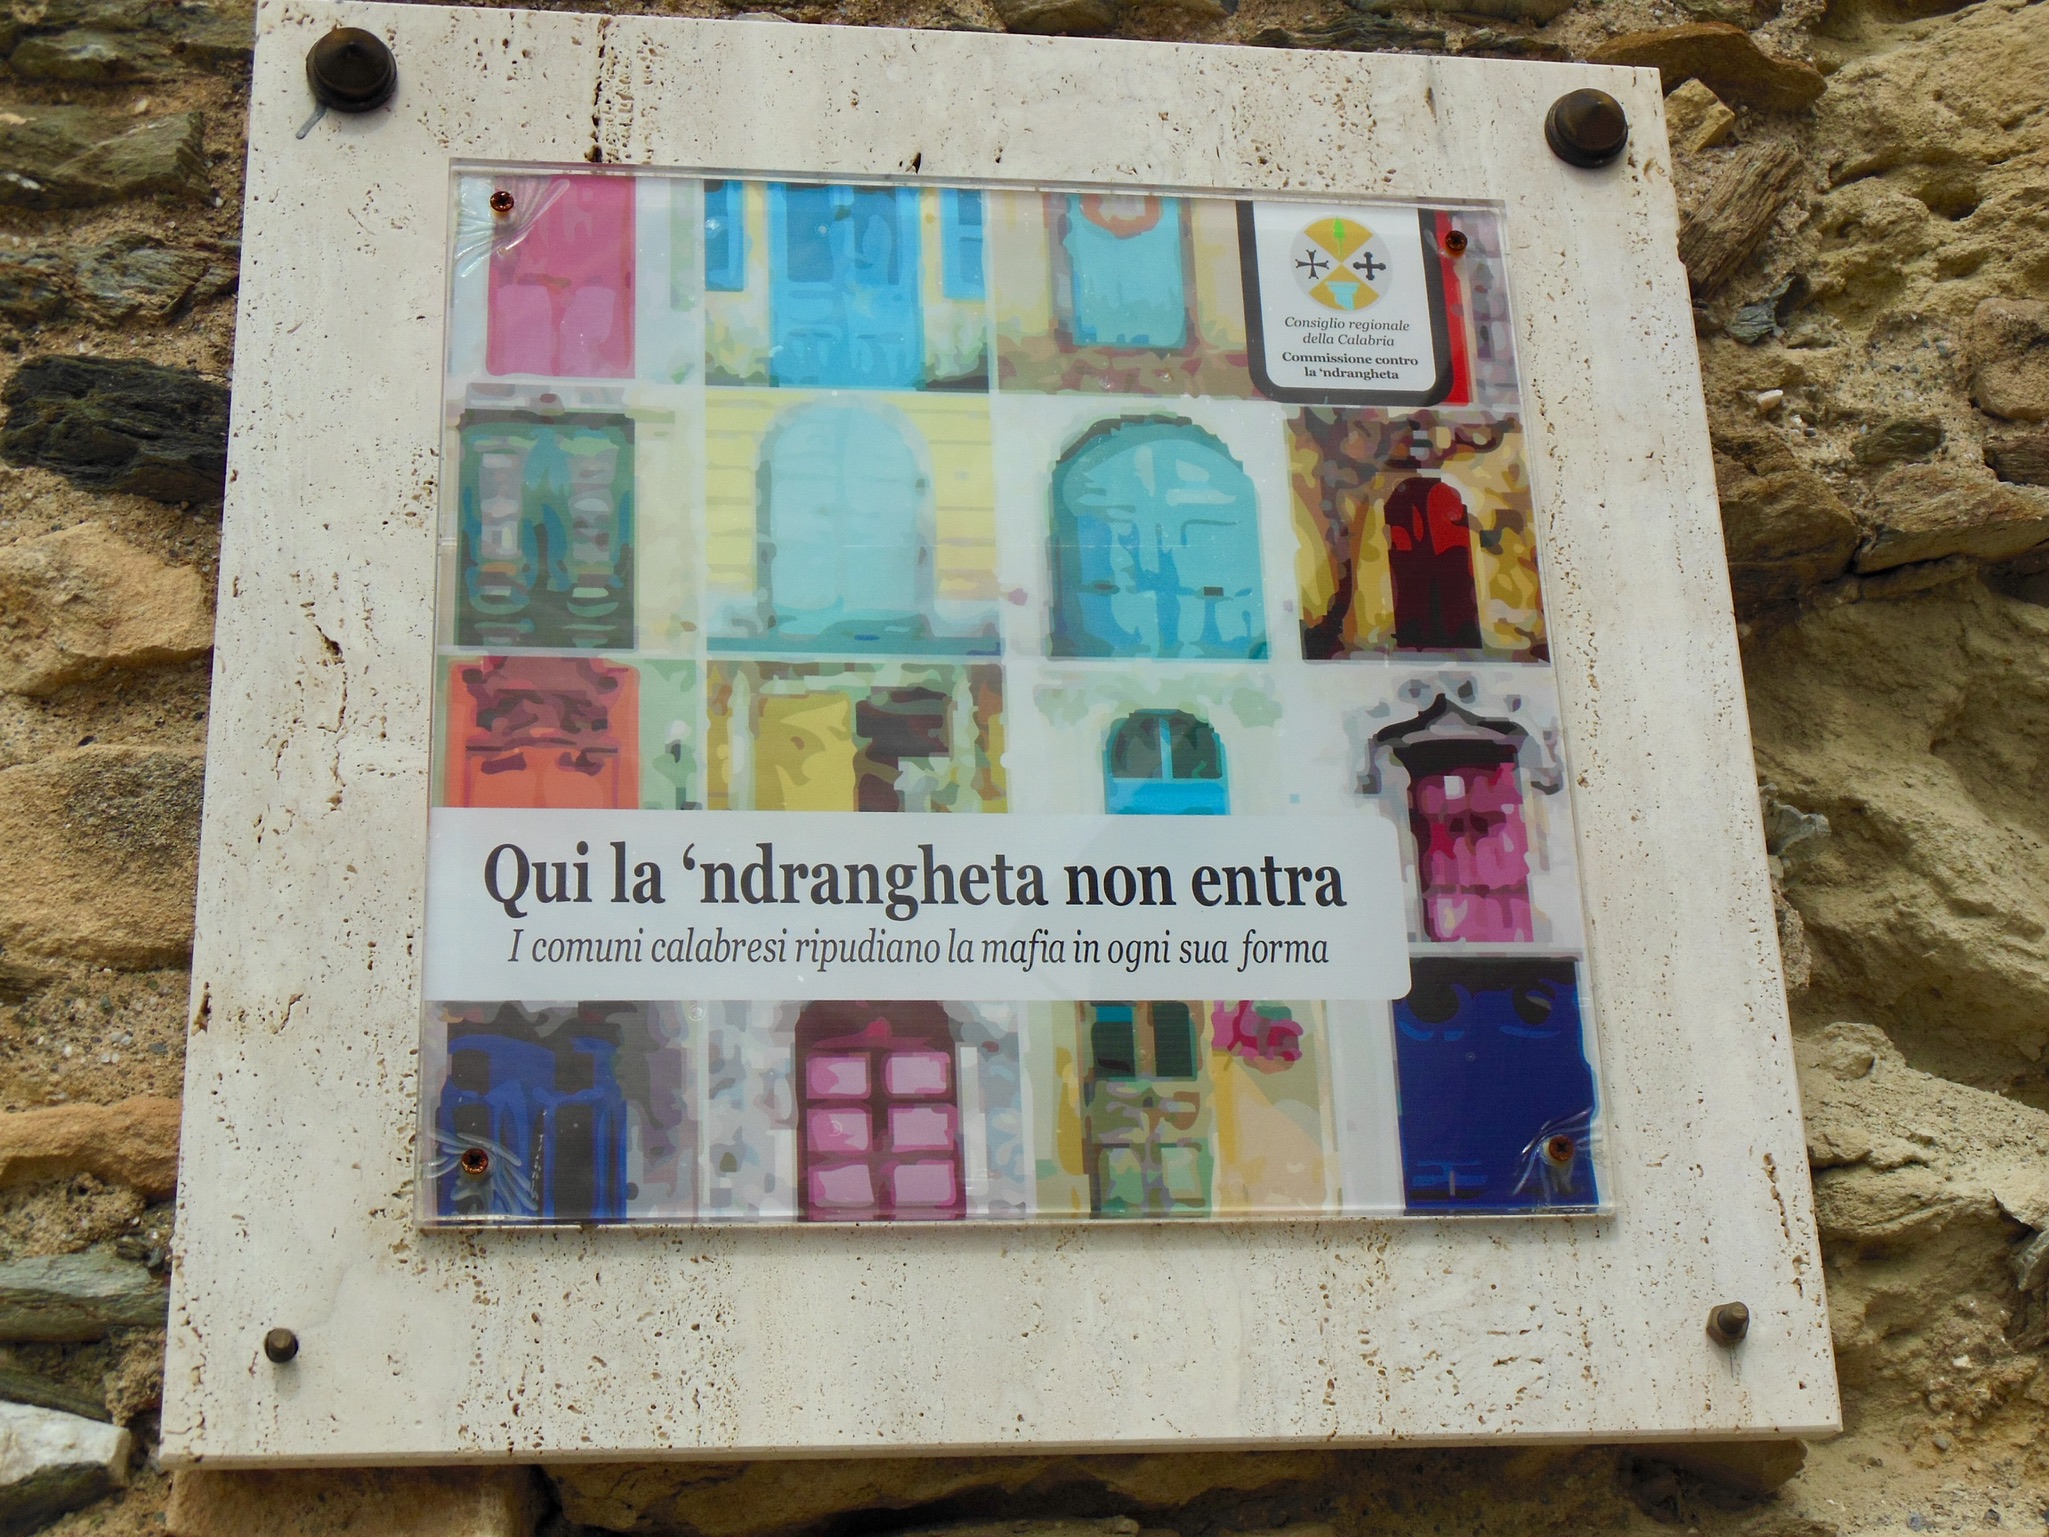 Consiglio regionale
della Calabria
Commissione contro
la ‘ndrangheta
Qui la ‘ndrangheta non entra
I comuni calabresi ripudiano la mafia in ogni sua forma